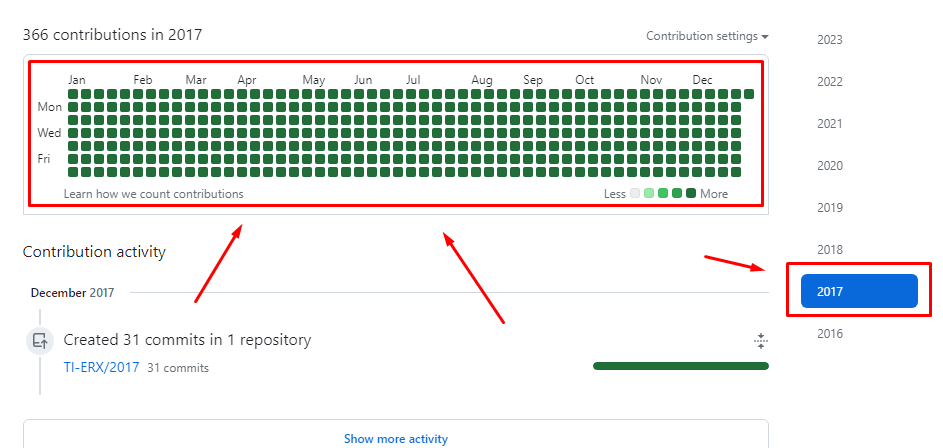 366 contributions in 2017
Contribution settings
Jan Feb Mar Apr May Jun Jul Aug Sep Oct Nov Dec
Mon
Wed
Fri
Learn how we count contributions
Less More
Contribution activity
December 2017
Created 31 commits in 1 repository
TI-ERX/2017 31 commits
Show more activity
2023
2022
2021
2020
2019
2018
2017
2016